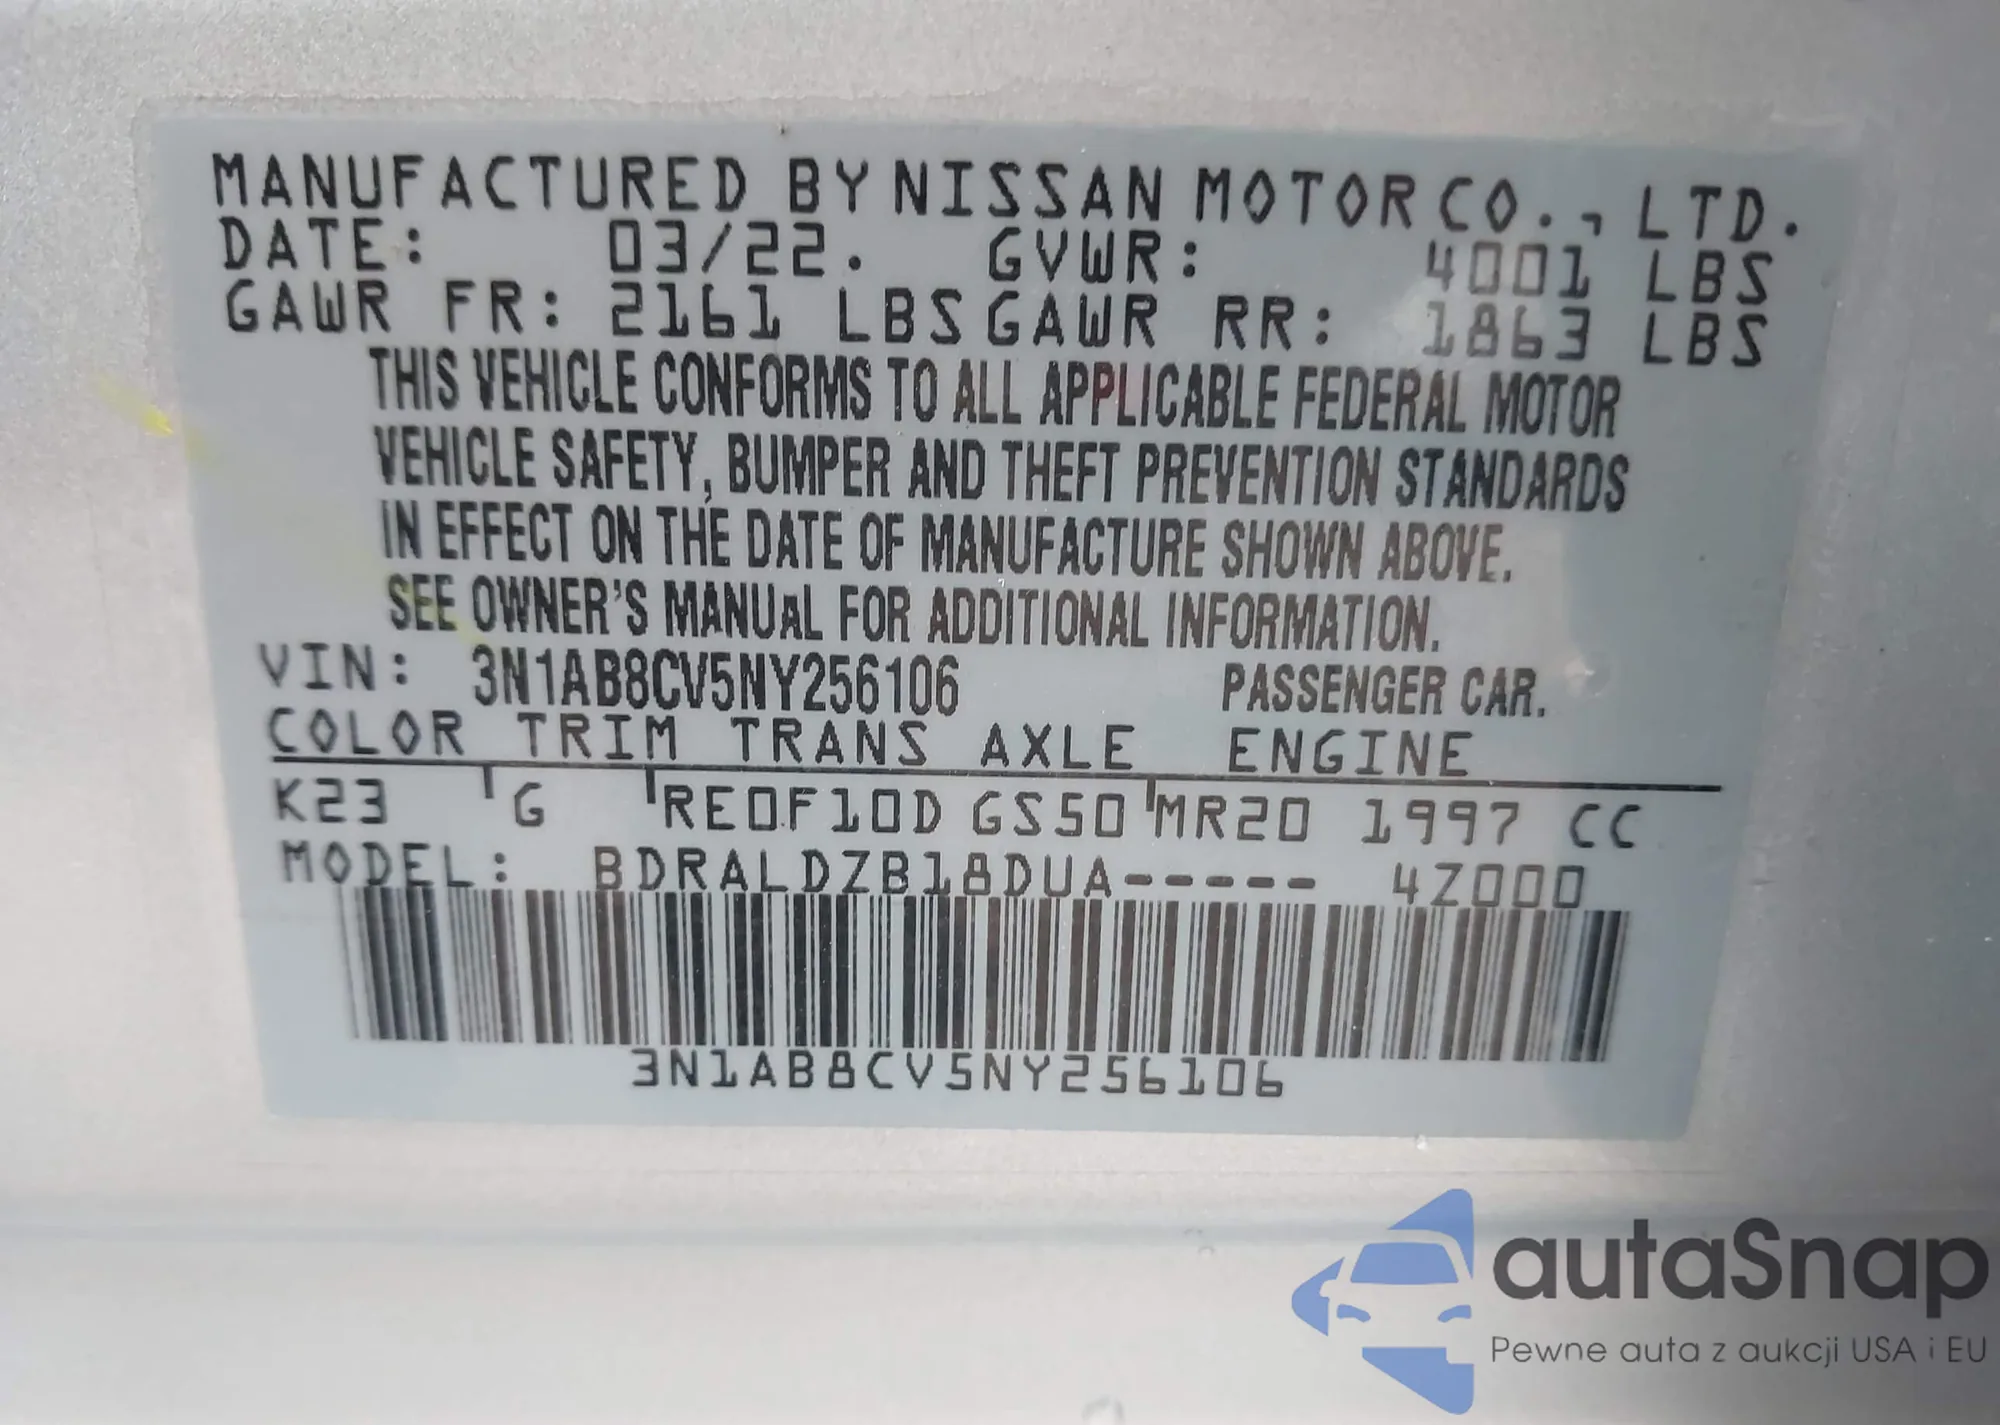 MANUFACTURED BY NISSAN MOTOR CO., LTD.
DATE: 03/22. GVWR: 4001 LBS
GAWR FR: 2161 LBS GAWR RR: 1863 LBS
THIS VEHICLE CONFORMS TO ALL APPLICABLE FEDERAL MOTOR
VEHICLE SAFETY, BUMPER AND THEFT PREVENTION STANDARDS
IN EFFECT ON THE DATE OF MANUFACTURE SHOWN ABOVE.
SEE OWNER'S MANUAL FOR ADDITIONAL INFORMATION.
VIN: 3N1AB8CV5NY256106 PASSENGER CAR.
COLOR TRIM TRANS AXLE ENGINE
K23 G RE0F10D GS50 MR20 1997 CC
MODEL: BDRALDZB18DUA----- 4Z000
3N1AB8CV5NY256106
autaSnap
Pewne auta z aukcji USA i EU